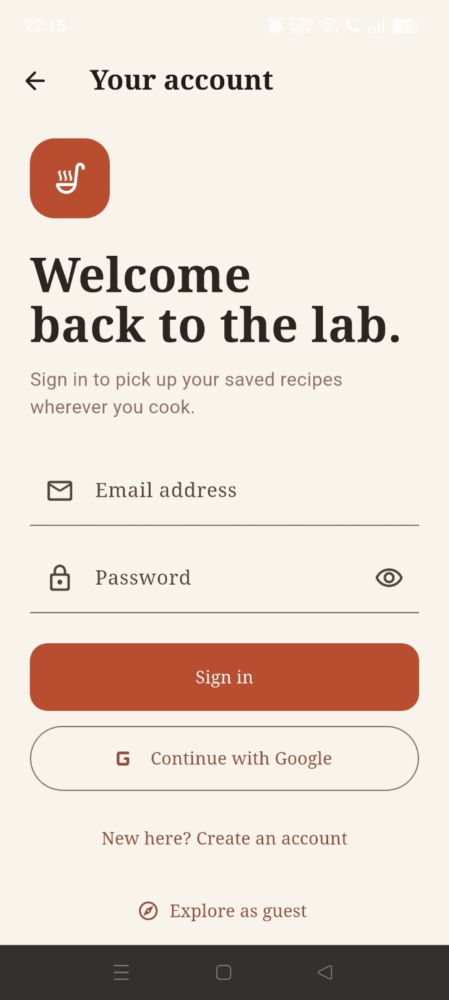 22:15
3.00
KB/S
71
Your account
Welcome
back to the lab.
Sign in to pick up your saved recipes
wherever you cook.
Email address
Password
Sign in
G Continue with Google
New here? Create an account
Explore as guest